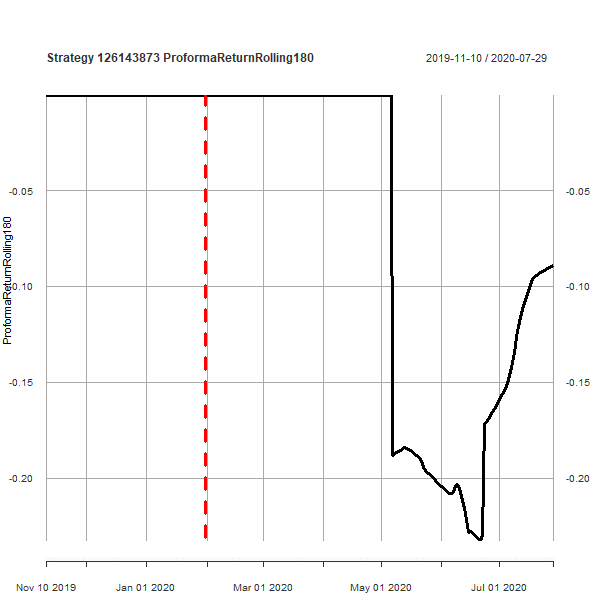 Strategy 126143873 ProformaReturnRolling180
2019-11-10 / 2020-07-29
ProformaReturnRolling180
-0.05
-0.05
-0.10
-0.10
-0.15
-0.15
-0.20
-0.20
Nov 10 2019
Jan 01 2020
Mar 01 2020
May 01 2020
Jul 01 2020